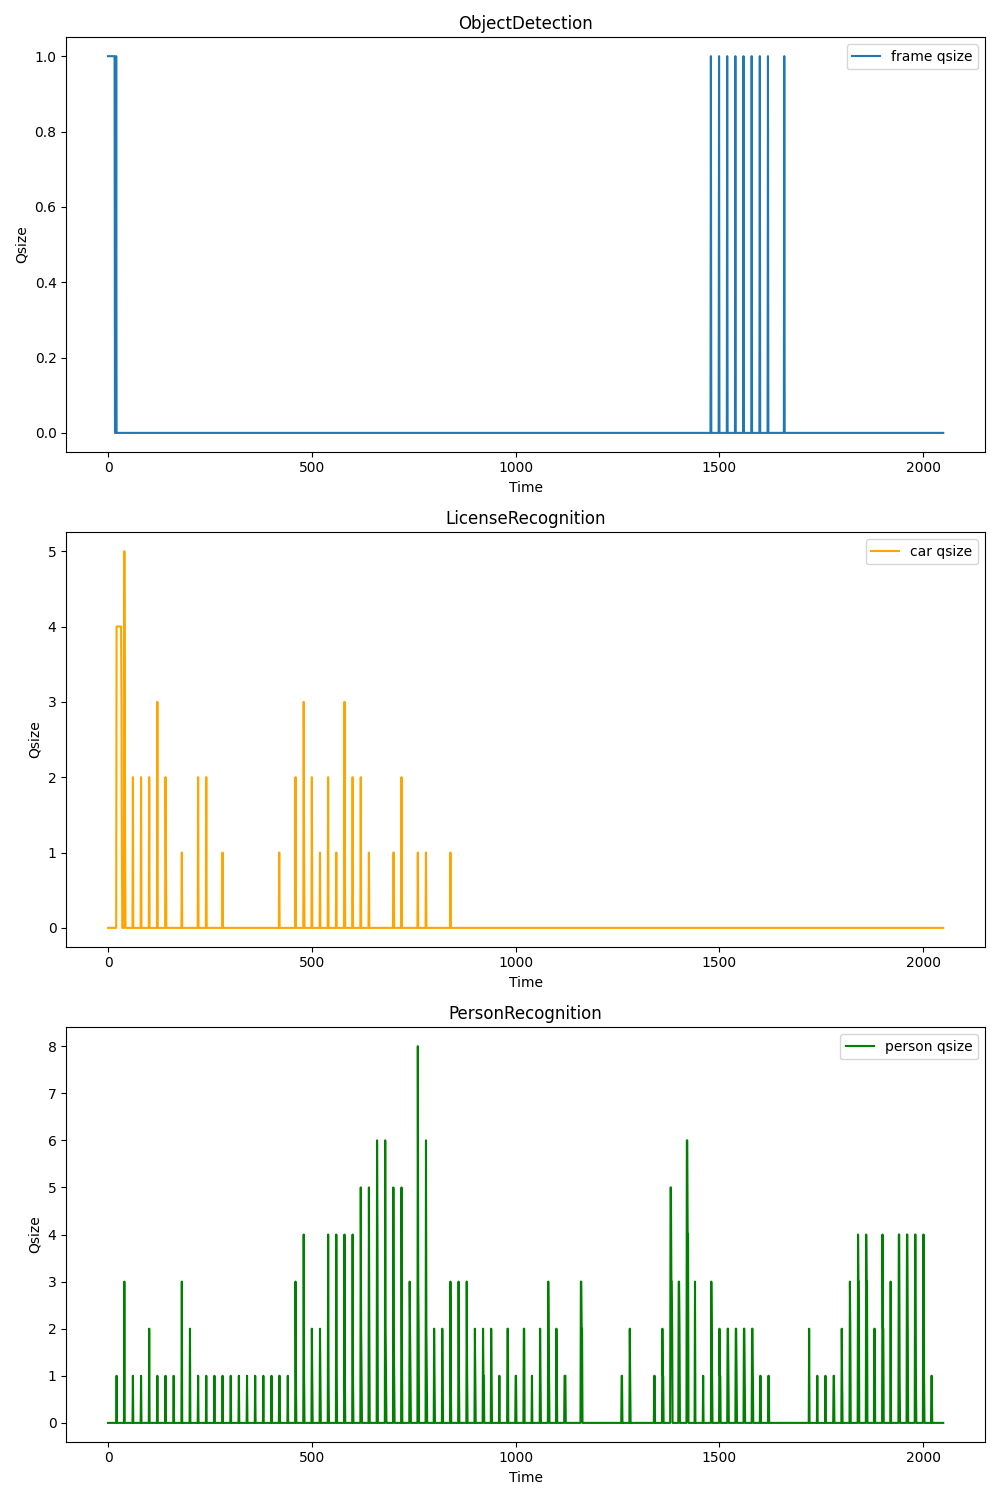 ObjectDetection
frame qsize
1.0
0.8
0.6
0.4
0.2
0.0
Qsize
0 500 1000 1500 2000
Time
LicenseRecognition
car qsize
5
4
3
2
1
0
Qsize
0 500 1000 1500 2000
Time
PersonRecognition
person qsize
8
7
6
5
4
3
2
1
0
Qsize
0 500 1000 1500 2000
Time